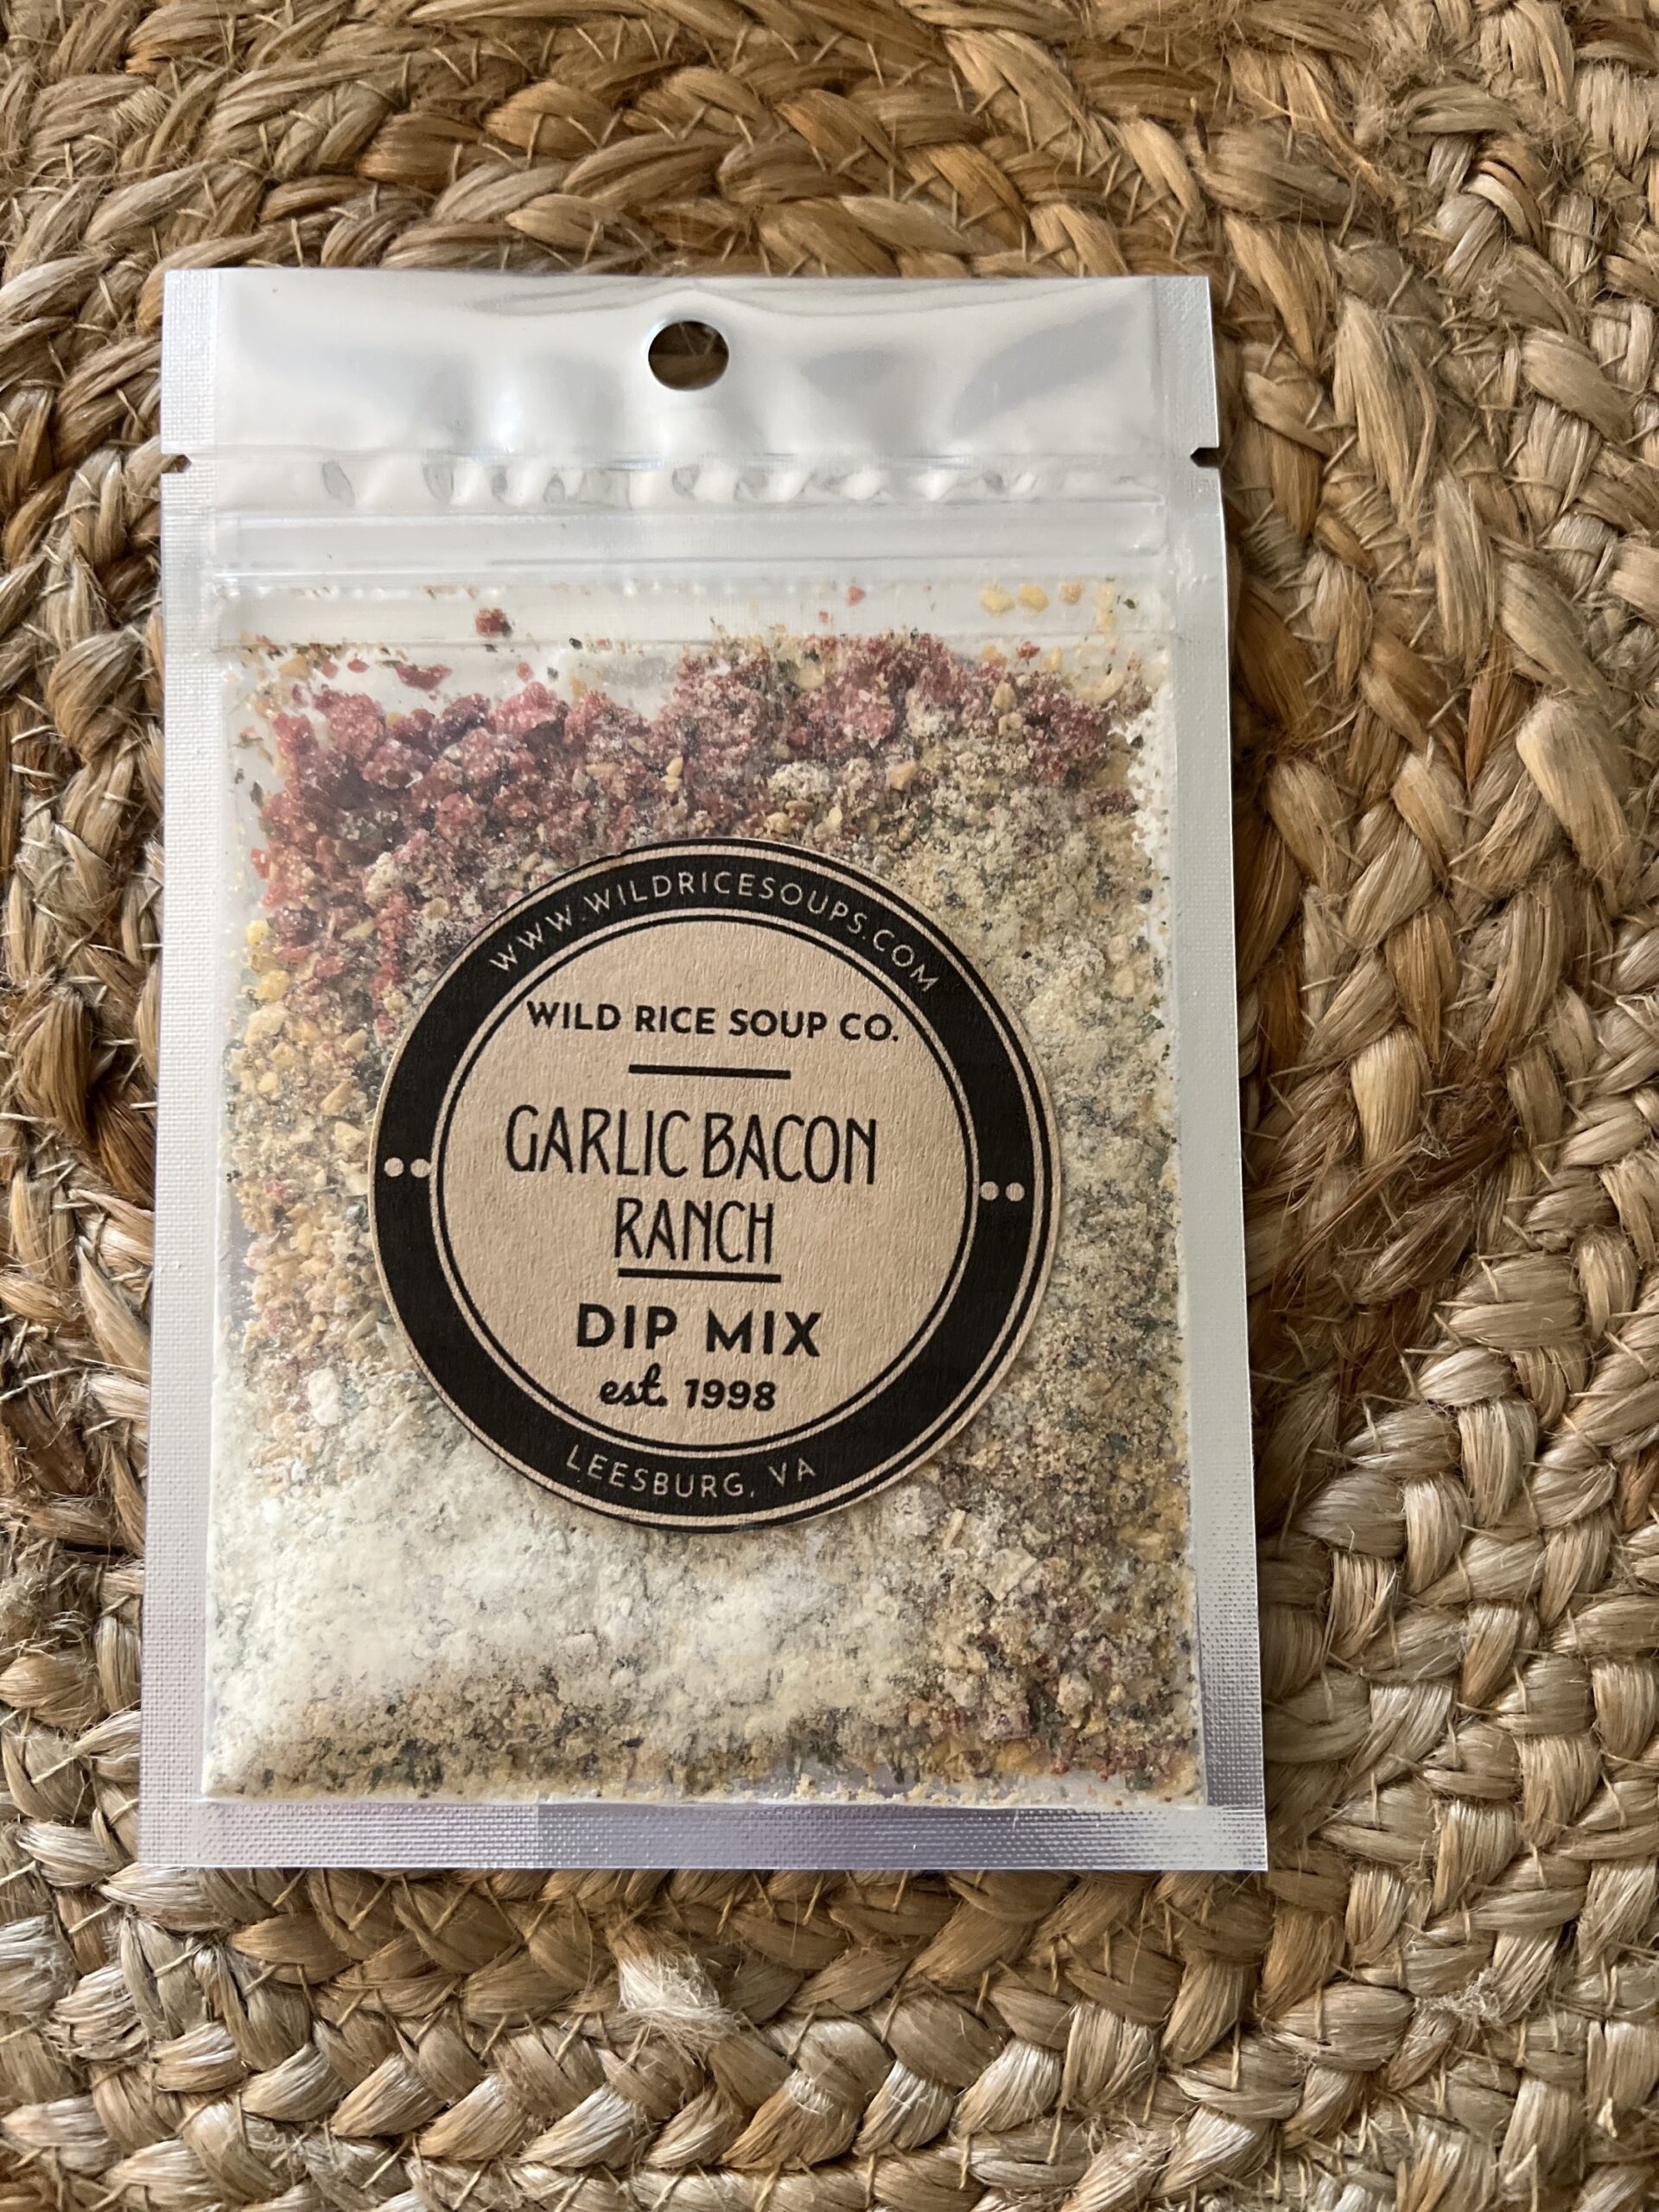 WWW.WILDRICESOUPS.COM
WILD RICE SOUP CO.
GARLIC BACON
RANCH
DIP MIX
est. 1998
LEESBURG, VA